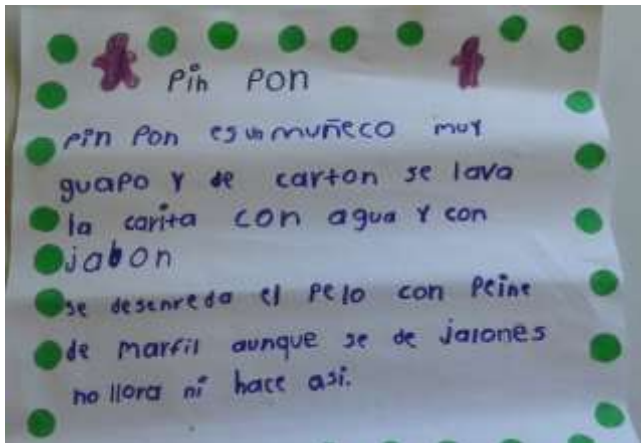 Pin Pon
Pin Pon es un muñeco muy
guapo y de carton se lava
la carita con agua y con
jabon
se desenreda el pelo con peine
de marfil aunque se de jalones
no llora ni hace asi.